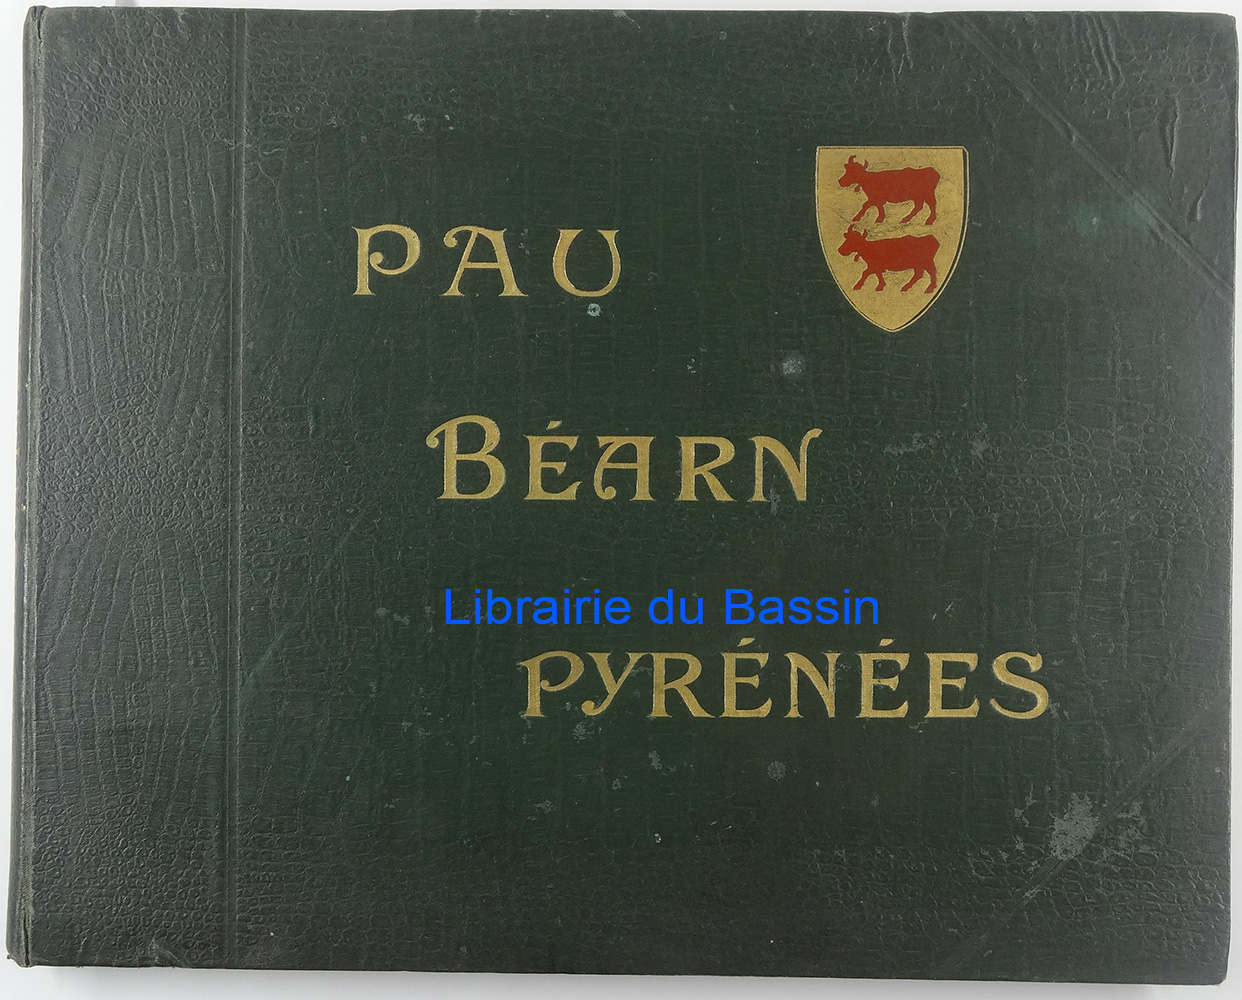 PAU
BÉARN
Librairie du Bassin
PYRÉNÉES